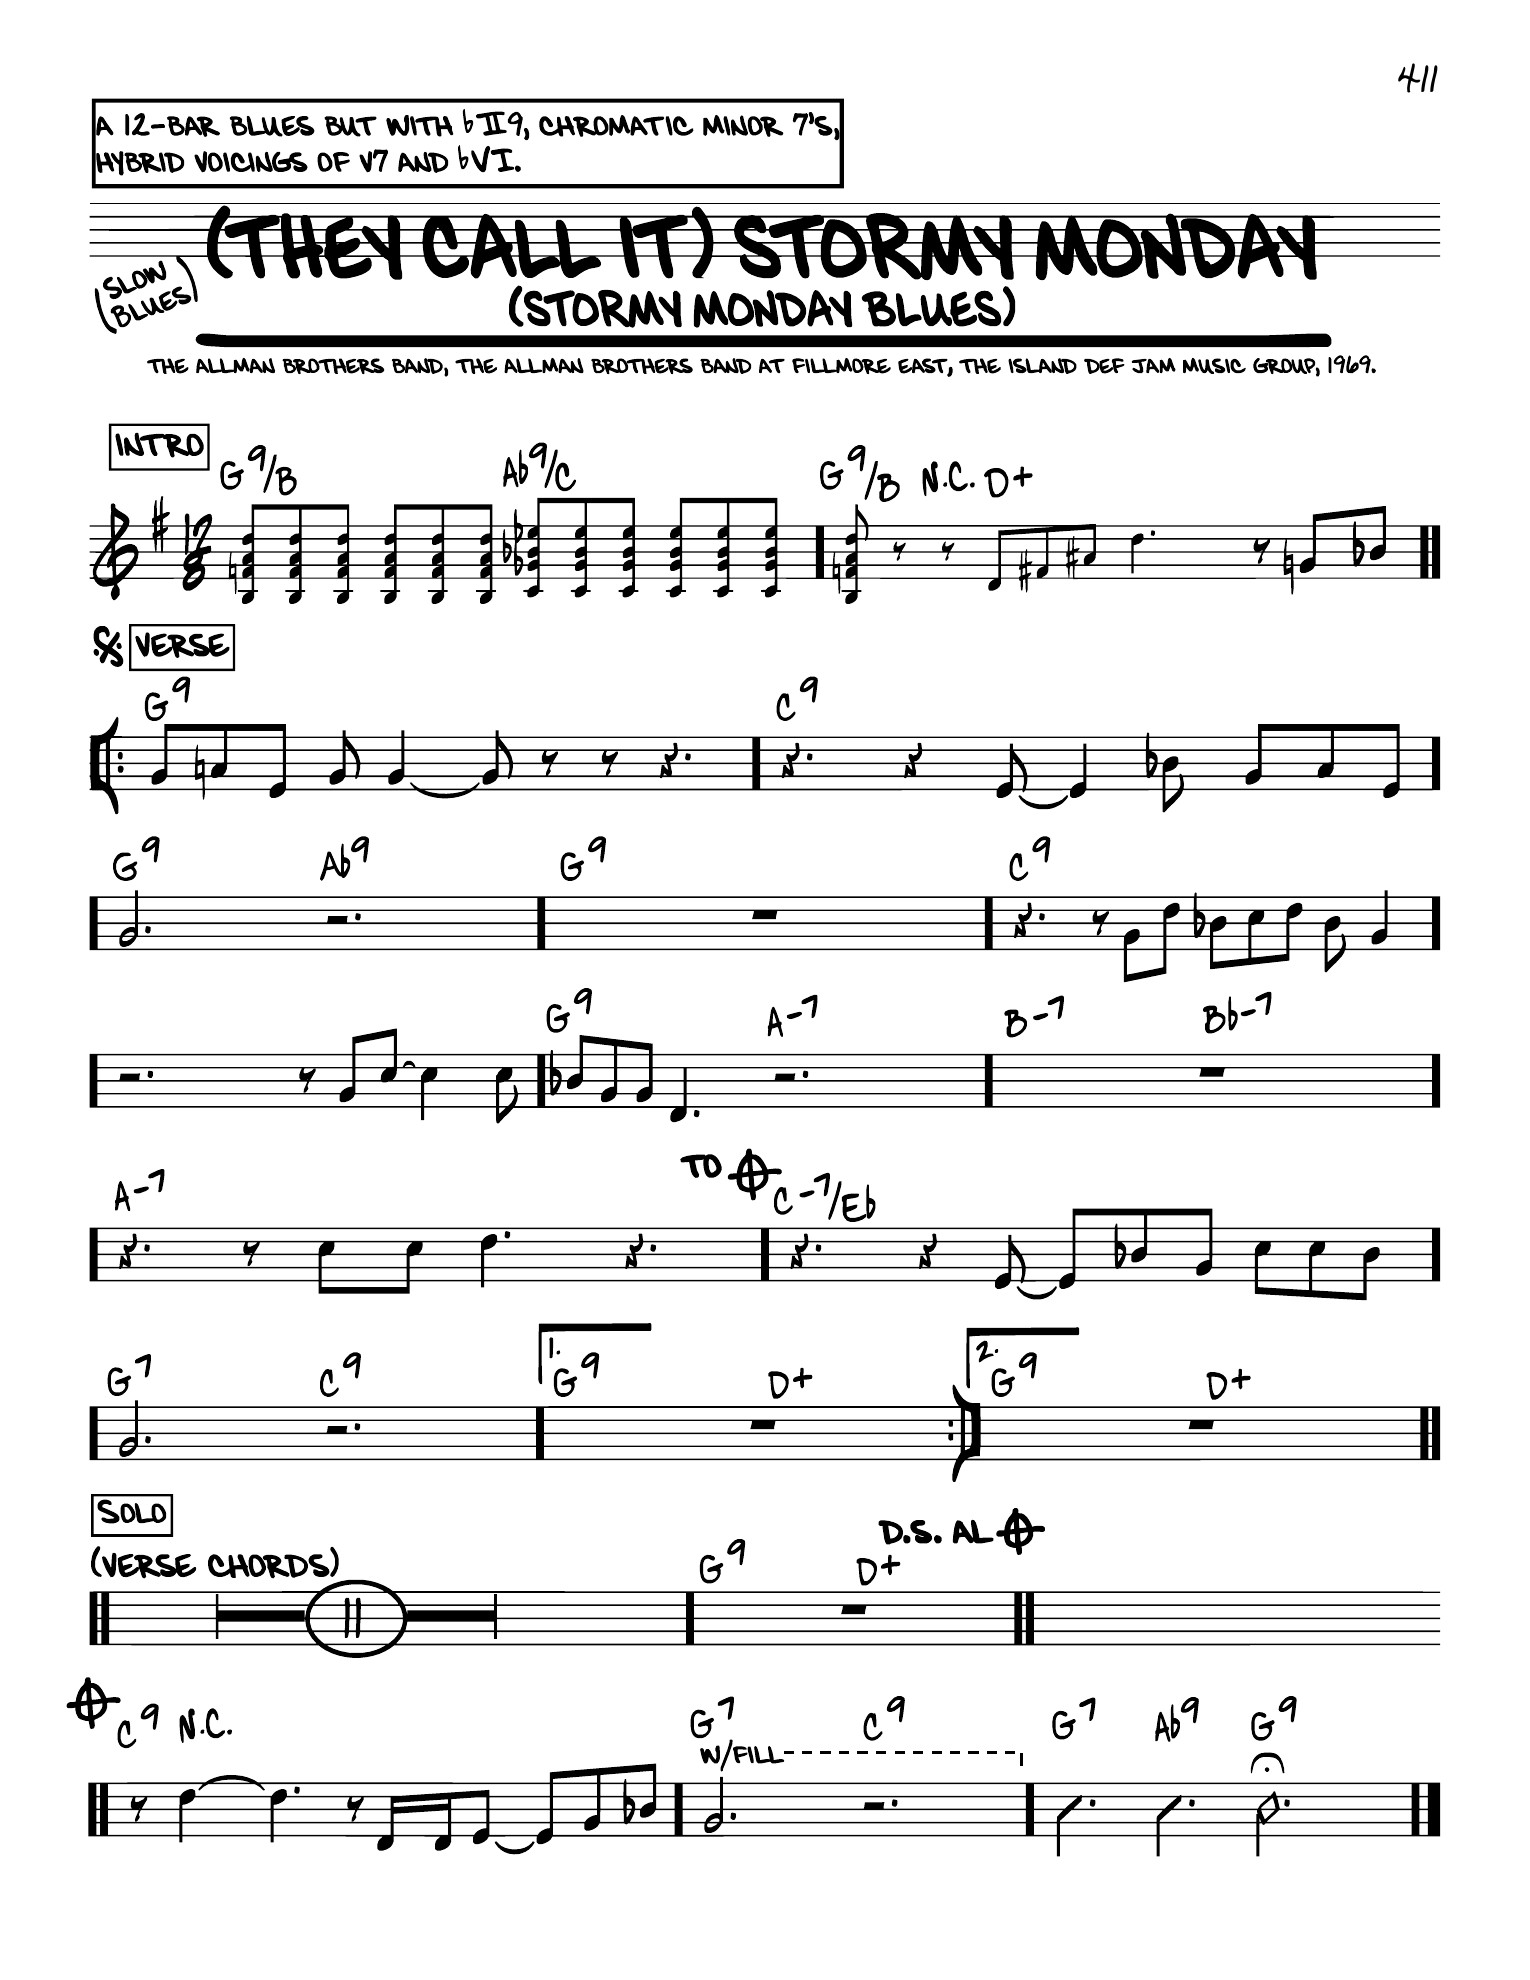 411
A 12-BAR BLUES BUT WITH ♭II9, CHROMATIC MINOR 7'S,
HYBRID VOICINGS OF V7 AND ♭VI.
(THEY CALL IT) STORMY MONDAY
(SLOW
BLUES)
(STORMY MONDAY BLUES)
THE ALLMAN BROTHERS BAND, THE ALLMAN BROTHERS BAND AT FILLMORE EAST, THE ISLAND DEF JAM MUSIC GROUP, 1969.
INTRO
G9/B A♭9/C G9/B N.C. D+
12
8
VERSE
G9 C9
G9 A♭9 G9 C9
G9 A-7 B-7 B♭-7
TO
A-7 C-7/E♭
1. 2.
G7 C9 G9 D+ G9 D+
SOLO
D.S. AL
(VERSE CHORDS) G9 D+
11
C9 N.C. G7 C9 G7 A♭9 G9
W/FILL